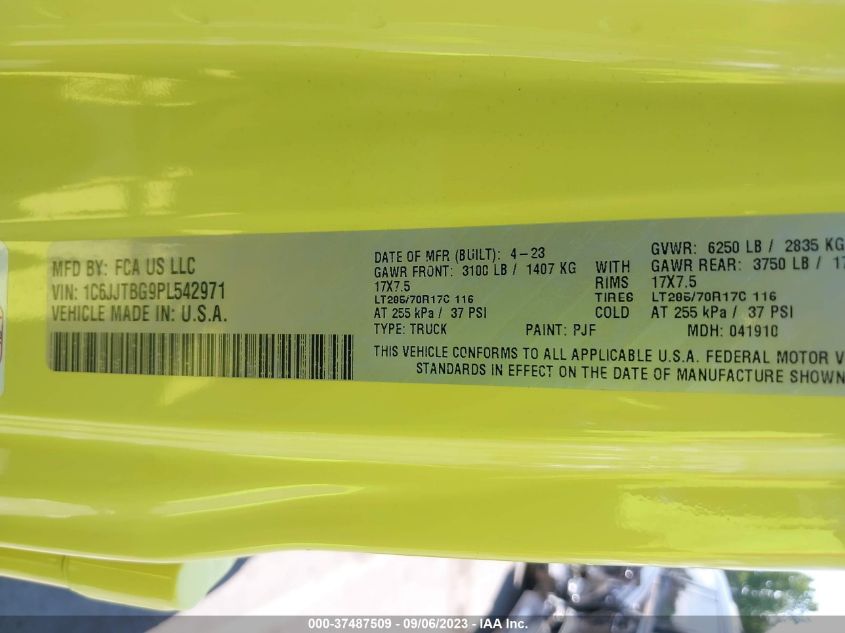 MFD BY: FCA US LLC
VIN: 1C6JJTBG9PL542971
VEHICLE MADE IN: U.S.A.
DATE OF MFR (BUILT): 4-23
GVWR: 6250 LB / 2835 KG
GAWR FRONT: 3100 LB / 1407 KG WITH GAWR REAR: 3750 LB / 17
17X7.5 RIMS 17X7.5
LT285/70R17C 116 TIRES LT285/70R17C 116
AT 255 kPa / 37 PSI COLD AT 255 kPa / 37 PSI
TYPE: TRUCK PAINT: PJF MDH: 041910
THIS VEHICLE CONFORMS TO ALL APPLICABLE U.S.A. FEDERAL MOTOR V
STANDARDS IN EFFECT ON THE DATE OF MANUFACTURE SHOWN
000-37487509 - 09/06/2023 - IAA Inc.